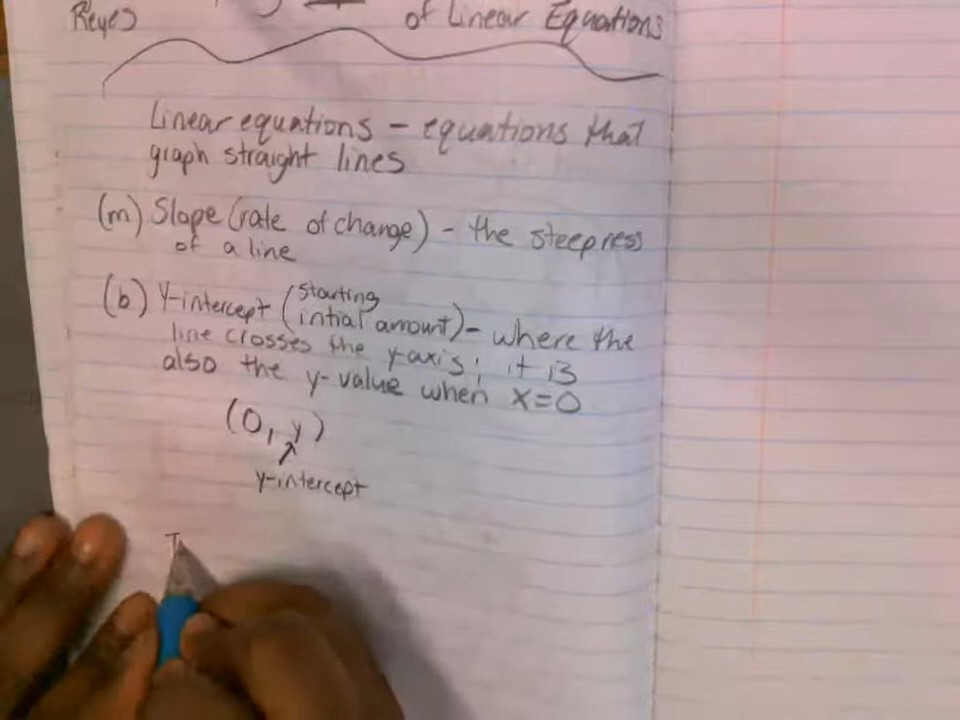 Reyes
of Linear Equations
Linear equations - equations that
graph straight lines
(m) Slope (rate of change) - the steepness
of a line
(b) Y-intercept (starting
intial amount) - where the
line crosses the y-axis; it is
also the y-value when x=0
(0, y)
y-intercept
T